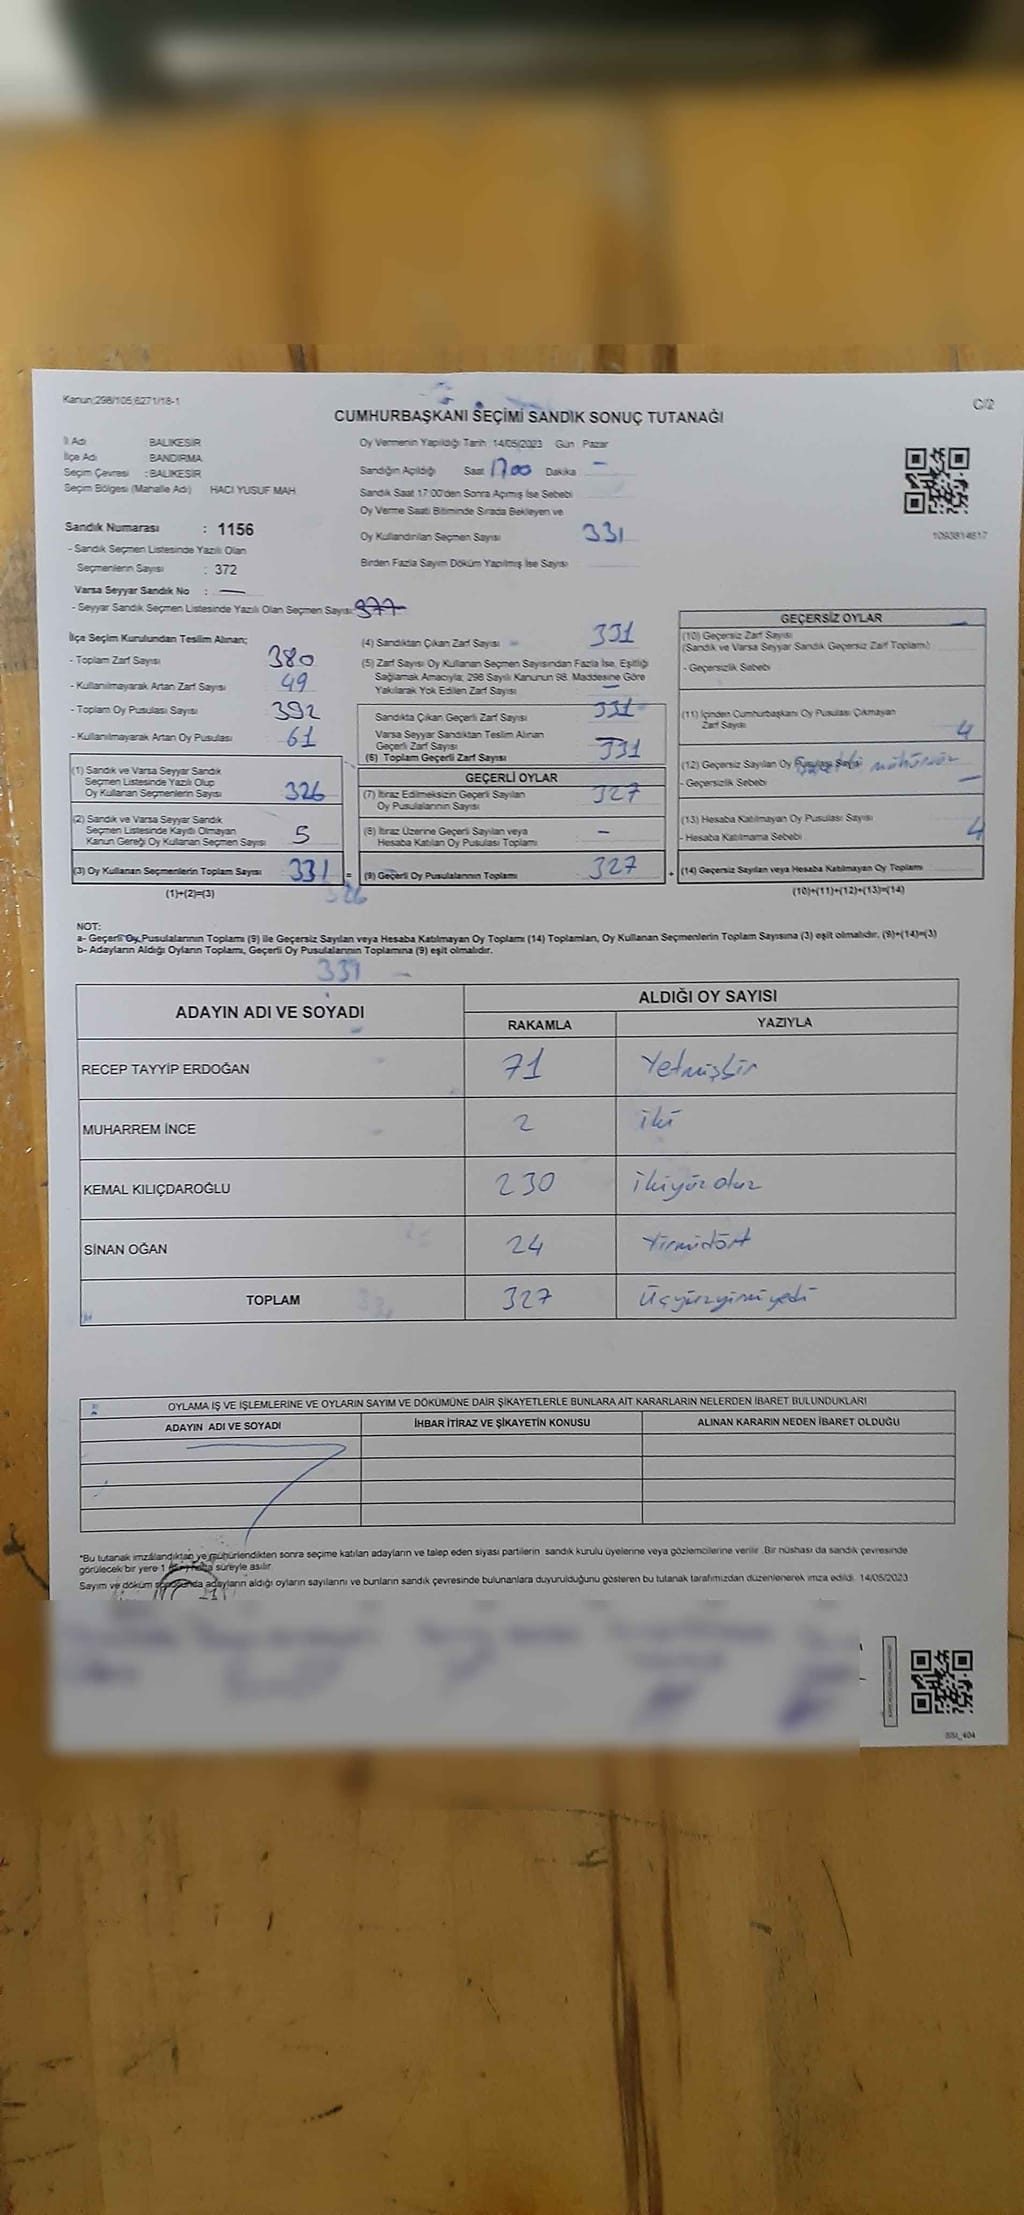 Kanun:298/105,6271/18-1
C/2
CUMHURBAŞKANI SEÇİMİ SANDIK SONUÇ TUTANAĞI
İl Adı : BALIKESİR
İlçe Adı : BANDIRMA
Seçim Çevresi : BALIKESİR
Seçim Bölgesi (Mahalle Adı) : HACI YUSUF MAH
Sandık Numarası : 1156
- Sandık Seçmen Listesinde Yazılı Olan
Seçmenlerin Sayısı : 372
Varsa Seyyar Sandık No : —
- Seyyar Sandık Seçmen Listesinde Yazılı Olan Seçmen Sayısı:
Oy Vermenin Yapıldığı Tarih 14/05/2023 Gün Pazar
Sandığın Açıldığı Saat 17 00 Dakika —
Sandık Saat 17:00'den Sonra Açımış İse Sebebi
Oy Verme Saati Bitiminde Sırada Bekleyen ve
Oy Kullandırılan Seçmen Sayısı 331
Birden Fazla Sayım Döküm Yapılmış İse Sayısı
1093814617
İlçe Seçim Kurulundan Teslim Alınan;
- Toplam Zarf Sayısı 380
- Kullanılmayarak Artan Zarf Sayısı 49
- Toplam Oy Pusulası Sayısı 392
- Kullanılmayarak Artan Oy Pusulası 61
(1) Sandık ve Varsa Seyyar Sandık
Seçmen Listesinde Yazılı Olup
Oy Kullanan Seçmenlerin Sayısı 326
(2) Sandık ve Varsa Seyyar Sandık
Seçmen Listesinde Kaydı Olmayan
Kanun Gereği Oy Kullanan Seçmen Sayısı 5
(3) Oy Kullanan Seçmenlerin Toplam Sayısı 331 =
(1)+(2)=(3)
326
(4) Sandıktan Çıkan Zarf Sayısı 331
(5) Zarf Sayısı Oy Kullanan Seçmen Sayısından Fazla İse, Eşitliği
Sağlamak Amacıyla; 298 Sayılı Kanunun 98. Maddesine Göre
Yakılarak Yok Edilen Zarf Sayısı —
Sandıkta Çıkan Geçerli Zarf Sayısı 331
Varsa Seyyar Sandıktan Teslim Alınan
Geçerli Zarf Sayısı —
(6) Toplam Geçerli Zarf Sayısı 331
GEÇERLİ OYLAR
(7) İtiraz Edilmeksizin Geçerli Sayılan
Oy Pusulalarının Sayısı 327
(8) İtiraz Üzerine Geçerli Sayılan veya
Hesaba Katılan Oy Pusulası Toplamı —
(9) Geçerli Oy Pusulalarının Toplamı 327 +
GEÇERSİZ OYLAR
(10) Geçersiz Zarf Sayısı —
(Sandık ve Varsa Seyyar Sandık Geçersiz Zarf Toplamı)
- Geçersizlik Sebebi
(11) İçinden Cumhurbaşkanı Oy Pusulası Çıkmayan
Zarf Sayısı
4
(12) Geçersiz Sayılan Oy Pusulası Sayısı
- Geçersizlik Sebebi mühürsüz
—
(13) Hesaba Katılmayan Oy Pusulası Sayısı
- Hesaba Katılmama Sebebi
4
(14) Geçersiz Sayılan veya Hesaba Katılmayan Oy Toplamı
(10)+(11)+(12)+(13)=(14)
NOT:
a- Geçerli Oy Pusulalarının Toplamı (9) ile Geçersiz Sayılan veya Hesaba Katılmayan Oy Toplamı (14) Toplamları, Oy Kullanan Seçmenlerin Toplam Sayısına (3) eşit olmalıdır. (9)+(14)=(3)
b- Adayların Aldığı Oyların Toplamı, Geçerli Oy Pusulalarının Toplamına (9) eşit olmalıdır.
331 —
ADAYIN ADI VE SOYADI ALDIĞI OY SAYISI
RAKAMLA YAZIYLA
RECEP TAYYİP ERDOĞAN 71 Yetmişbir
MUHARREM İNCE 2 iki
KEMAL KILIÇDAROĞLU 230 ikiyüz otuz
SİNAN OĞAN 24 Yirmidört
TOPLAM 327 Üçyüzyirmiyedi
OYLAMA İŞ VE İŞLEMLERİNE VE OYLARIN SAYIM VE DÖKÜMÜNE DAİR ŞİKAYETLERLE BUNLARA AİT KARARLARIN NELERDEN İBARET BULUNDUKLARI
ADAYIN ADI VE SOYADI İHBAR İTİRAZ VE ŞİKAYETİN KONUSU ALINAN KARARIN NEDEN İBARET OLDUĞU
*Bu tutanak imzalandıktan ve mühürlendikten sonra seçime katılan adayların ve talep eden siyasi partilerin sandık kurulu üyelerine veya gözlemcilerine verilir. Bir nüshası da sandık çevresinde
görülecek bir yere 1 hafta süreyle asılır.
Sayım ve döküm sonucunda adayların aldığı oyların sayılarını ve bunların sandık çevresinde bulunanlara duyurulduğunu gösteren bu tutanak tarafımızdan düzenlenerek imza edildi. 14/05/2023